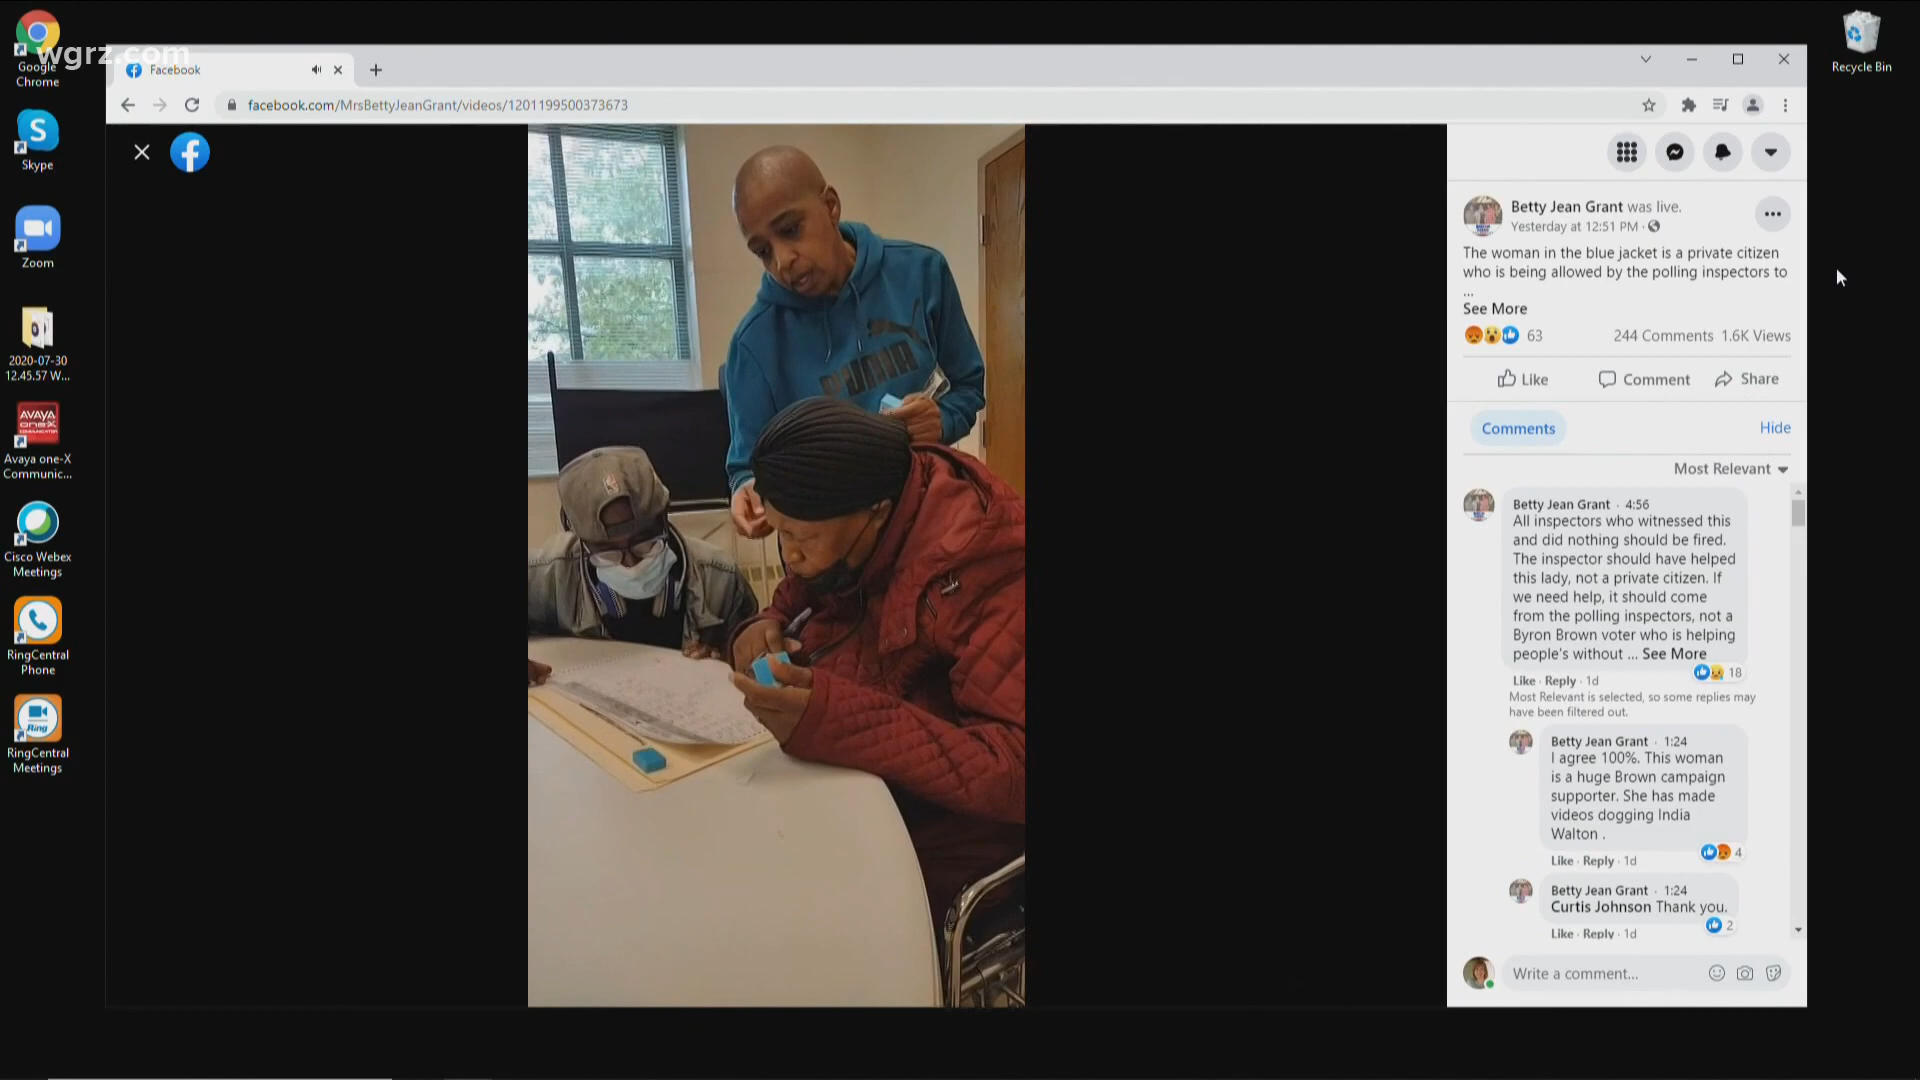 wgrz.com
Google
Chrome
Skype
Zoom
2020-07-30
12.45.57 W...
AVAYA
one-X
COMMUNICATOR
Avaya one-X
Communic...
Cisco Webex
Meetings
RingCentral
Phone
Ring
RingCentral
Meetings
Recycle Bin
Facebook
facebook.com/MrsBettyJeanGrant/videos/1201199500373673
PUMA
Betty Jean Grant was live.
Yesterday at 12:51 PM ·
The woman in the blue jacket is a private citizen
who is being allowed by the polling inspectors to
...
See More
63 244 Comments 1.6K Views
Like Comment Share
Comments Hide
Most Relevant
Betty Jean Grant · 4:56
All inspectors who witnessed this
and did nothing should be fired.
The inspector should have helped
this lady, not a private citizen. If
we need help, it should come
from the polling inspectors, not a
Byron Brown voter who is helping
people's without ... See More
18
Like · Reply · 1d
Most Relevant is selected, so some replies may
have been filtered out.
Betty Jean Grant · 1:24
I agree 100%. This woman
is a huge Brown campaign
supporter. She has made
videos dogging India
Walton .
4
Like · Reply · 1d
Betty Jean Grant · 1:24
Curtis Johnson Thank you.
2
Like · Reply · 1d
Write a comment...